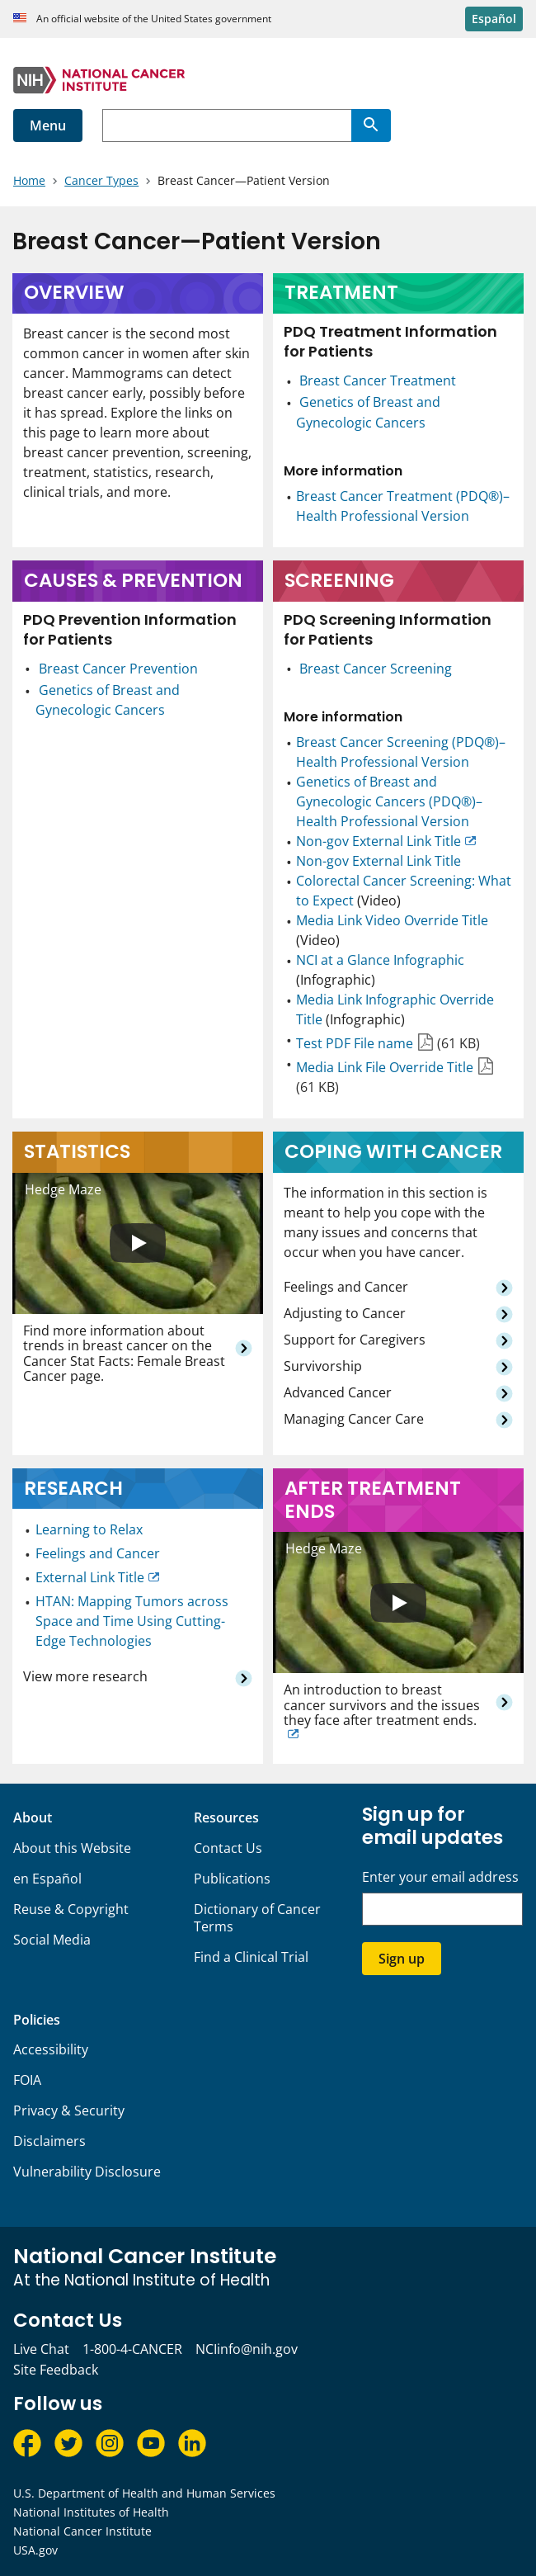 An official website of the United States government
Español
NIH NATIONAL CANCER
INSTITUTE
Menu
Home > Cancer Types > Breast Cancer—Patient Version
Breast Cancer—Patient Version
OVERVIEW
Breast cancer is the second most
common cancer in women after skin
cancer. Mammograms can detect
breast cancer early, possibly before
it has spread. Explore the links on
this page to learn more about
breast cancer prevention, screening,
treatment, statistics, research,
clinical trials, and more.
TREATMENT
PDQ Treatment Information
for Patients
• Breast Cancer Treatment
• Genetics of Breast and
Gynecologic Cancers
More information
• Breast Cancer Treatment (PDQ®)–
Health Professional Version
CAUSES & PREVENTION
PDQ Prevention Information
for Patients
• Breast Cancer Prevention
• Genetics of Breast and
Gynecologic Cancers
SCREENING
PDQ Screening Information
for Patients
• Breast Cancer Screening
More information
• Breast Cancer Screening (PDQ®)–
Health Professional Version
• Genetics of Breast and
Gynecologic Cancers (PDQ®)–
Health Professional Version
• Non-gov External Link Title
• Non-gov External Link Title
• Colorectal Cancer Screening: What
to Expect (Video)
• Media Link Video Override Title
(Video)
• NCI at a Glance Infographic
(Infographic)
• Media Link Infographic Override
Title (Infographic)
• Test PDF File name (61 KB)
• Media Link File Override Title
(61 KB)
STATISTICS
Hedge Maze
Find more information about
trends in breast cancer on the
Cancer Stat Facts: Female Breast
Cancer page.
COPING WITH CANCER
The information in this section is
meant to help you cope with the
many issues and concerns that
occur when you have cancer.
Feelings and Cancer
Adjusting to Cancer
Support for Caregivers
Survivorship
Advanced Cancer
Managing Cancer Care
RESEARCH
• Learning to Relax
• Feelings and Cancer
• External Link Title
• HTAN: Mapping Tumors across
Space and Time Using Cutting-
Edge Technologies
View more research
AFTER TREATMENT
ENDS
Hedge Maze
An introduction to breast
cancer survivors and the issues
they face after treatment ends.
About
About this Website
en Español
Reuse & Copyright
Social Media
Resources
Contact Us
Publications
Dictionary of Cancer
Terms
Find a Clinical Trial
Sign up for
email updates
Enter your email address
Sign up
Policies
Accessibility
FOIA
Privacy & Security
Disclaimers
Vulnerability Disclosure
National Cancer Institute
At the National Institute of Health
Contact Us
Live Chat 1-800-4-CANCER NCIinfo@nih.gov
Site Feedback
Follow us
U.S. Department of Health and Human Services
National Institutes of Health
National Cancer Institute
USA.gov